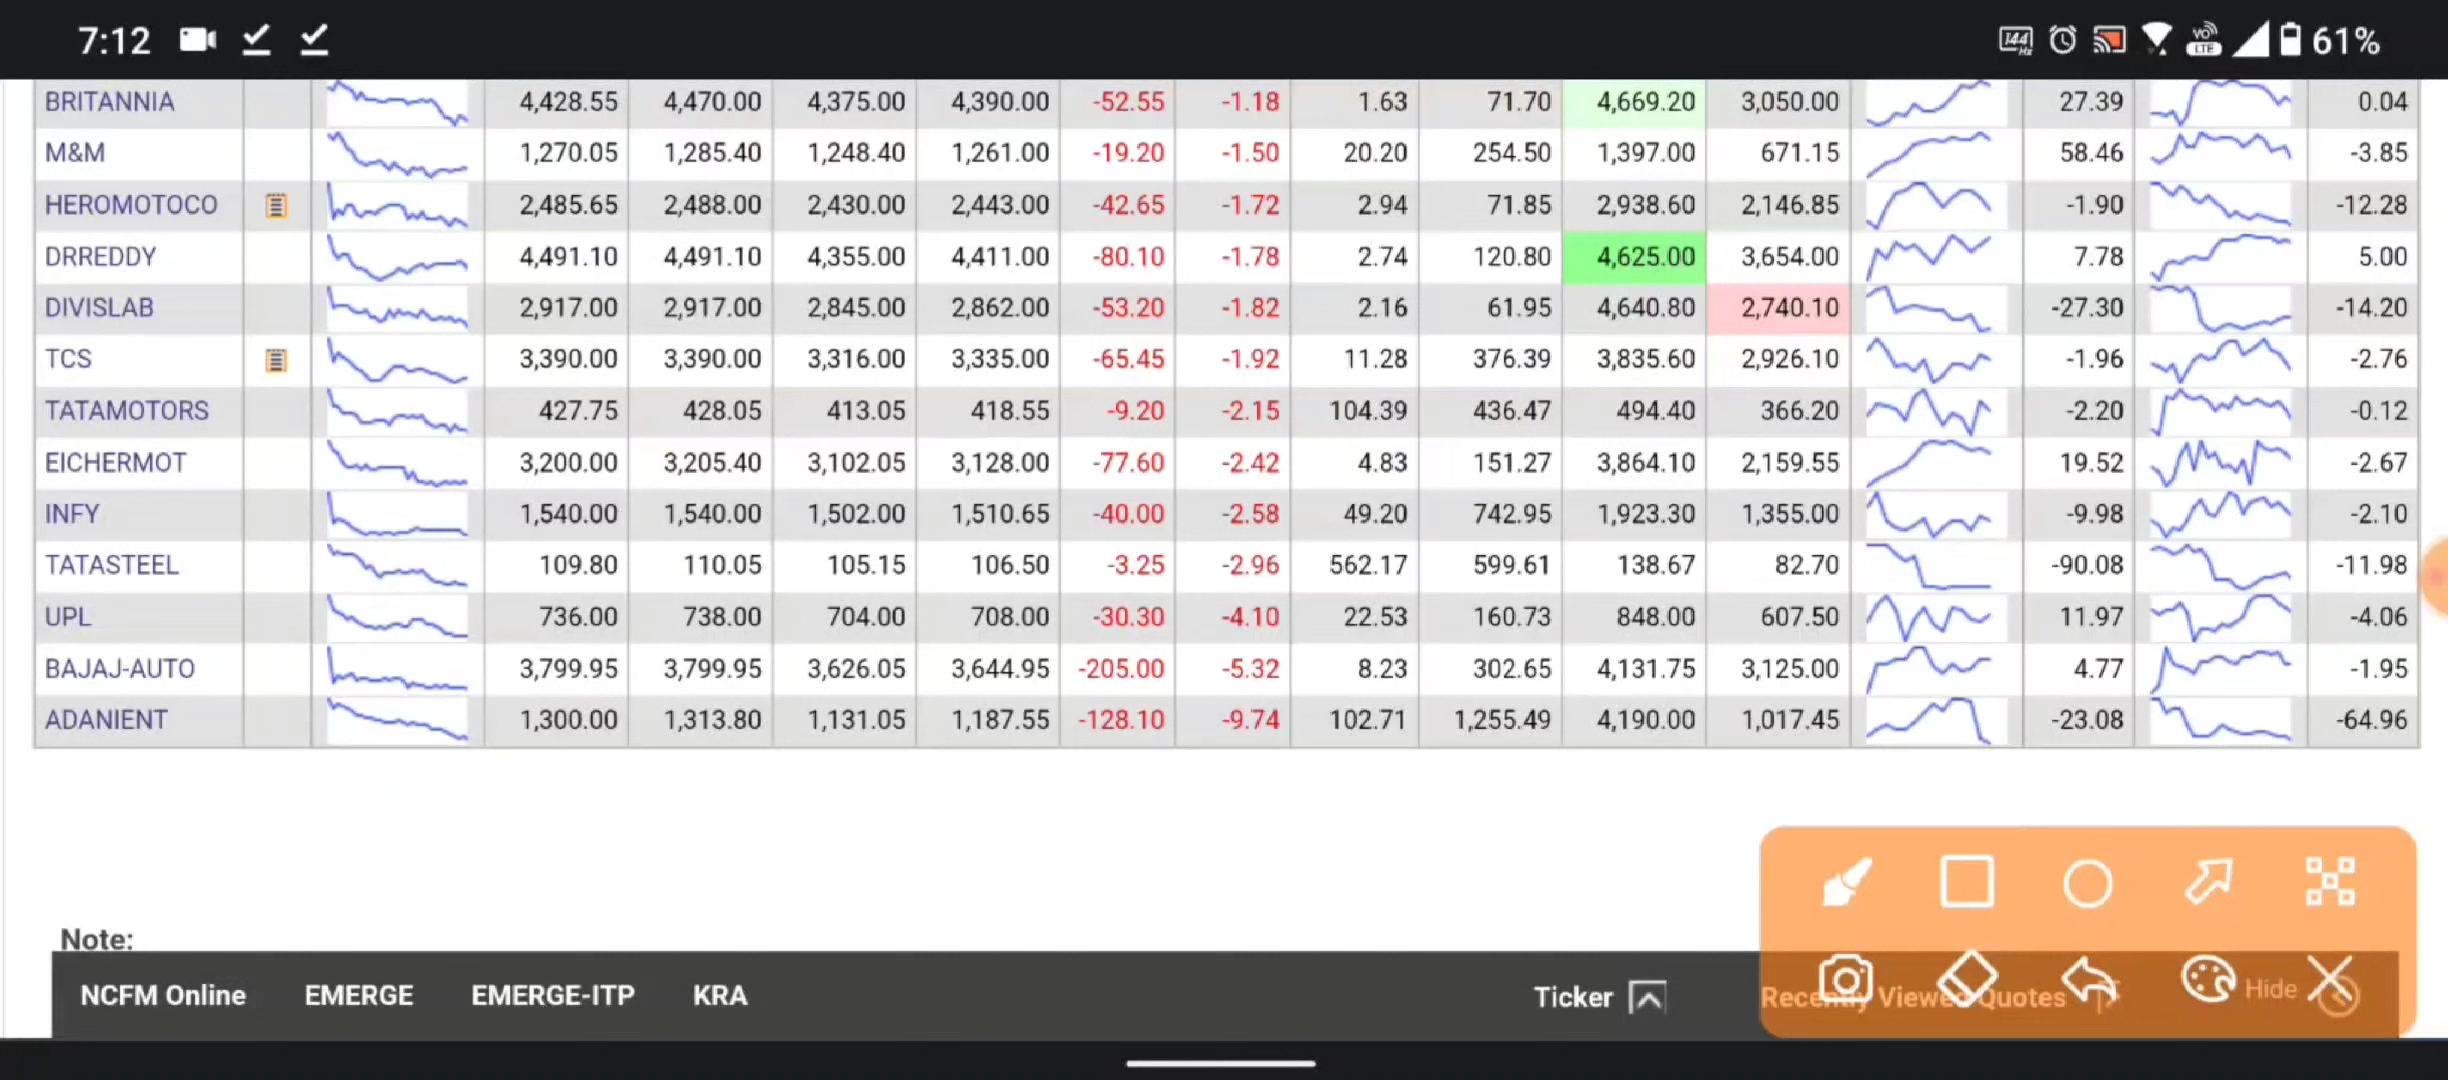 7:12 144 Hz VO LTE 61%
BRITANNIA 4,428.55 4,470.00 4,375.00 4,390.00 -52.55 -1.18 1.63 71.70 4,669.20 3,050.00 27.39 0.04
M&M 1,270.05 1,285.40 1,248.40 1,261.00 -19.20 -1.50 20.20 254.50 1,397.00 671.15 58.46 -3.85
HEROMOTOCO 2,485.65 2,488.00 2,430.00 2,443.00 -42.65 -1.72 2.94 71.85 2,938.60 2,146.85 -1.90 -12.28
DRREDDY 4,491.10 4,491.10 4,355.00 4,411.00 -80.10 -1.78 2.74 120.80 4,625.00 3,654.00 7.78 5.00
DIVISLAB 2,917.00 2,917.00 2,845.00 2,862.00 -53.20 -1.82 2.16 61.95 4,640.80 2,740.10 -27.30 -14.20
TCS 3,390.00 3,390.00 3,316.00 3,335.00 -65.45 -1.92 11.28 376.39 3,835.60 2,926.10 -1.96 -2.76
TATAMOTORS 427.75 428.05 413.05 418.55 -9.20 -2.15 104.39 436.47 494.40 366.20 -2.20 -0.12
EICHERMOT 3,200.00 3,205.40 3,102.05 3,128.00 -77.60 -2.42 4.83 151.27 3,864.10 2,159.55 19.52 -2.67
INFY 1,540.00 1,540.00 1,502.00 1,510.65 -40.00 -2.58 49.20 742.95 1,923.30 1,355.00 -9.98 -2.10
TATASTEEL 109.80 110.05 105.15 106.50 -3.25 -2.96 562.17 599.61 138.67 82.70 -90.08 -11.98
UPL 736.00 738.00 704.00 708.00 -30.30 -4.10 22.53 160.73 848.00 607.50 11.97 -4.06
BAJAJ-AUTO 3,799.95 3,799.95 3,626.05 3,644.95 -205.00 -5.32 8.23 302.65 4,131.75 3,125.00 4.77 -1.95
ADANIENT 1,300.00 1,313.80 1,131.05 1,187.55 -128.10 -9.74 102.71 1,255.49 4,190.00 1,017.45 -23.08 -64.96
Note:
NCFM Online EMERGE EMERGE-ITP KRA Ticker Recently Viewed Quotes Hide